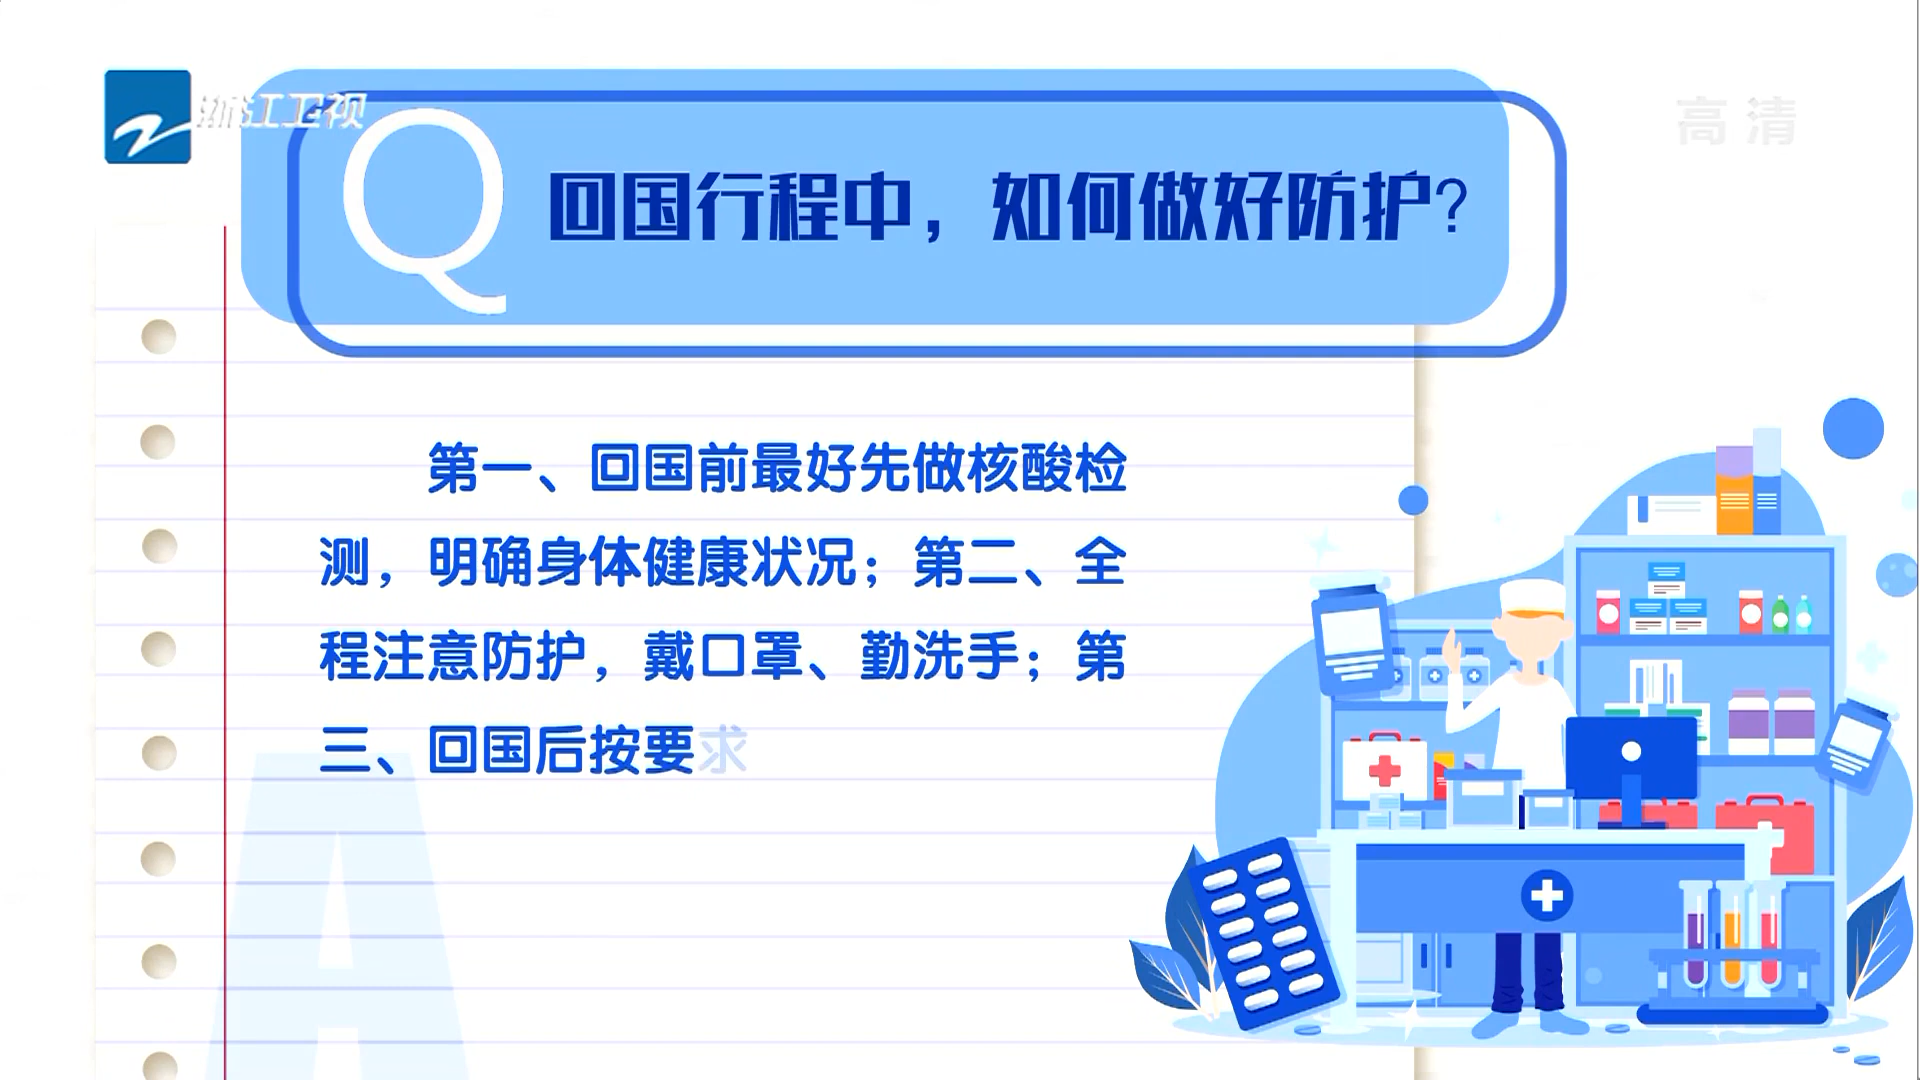 浙江卫视
高清
Q
回国行程中，如何做好防护？
第一、回国前最好先做核酸检
测，明确身体健康状况；第二、全
程注意防护，戴口罩、勤洗手；第
三、回国后按要求
A